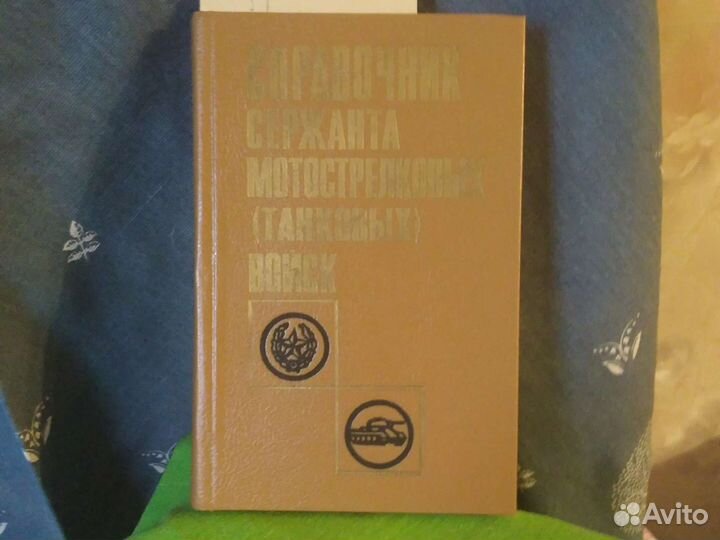 СПРАВОЧНИК
СЕРЖАНТА
МОТОСТРЕЛКОВЫХ
(ТАНКОВЫХ)
ВОЙСК
Avito